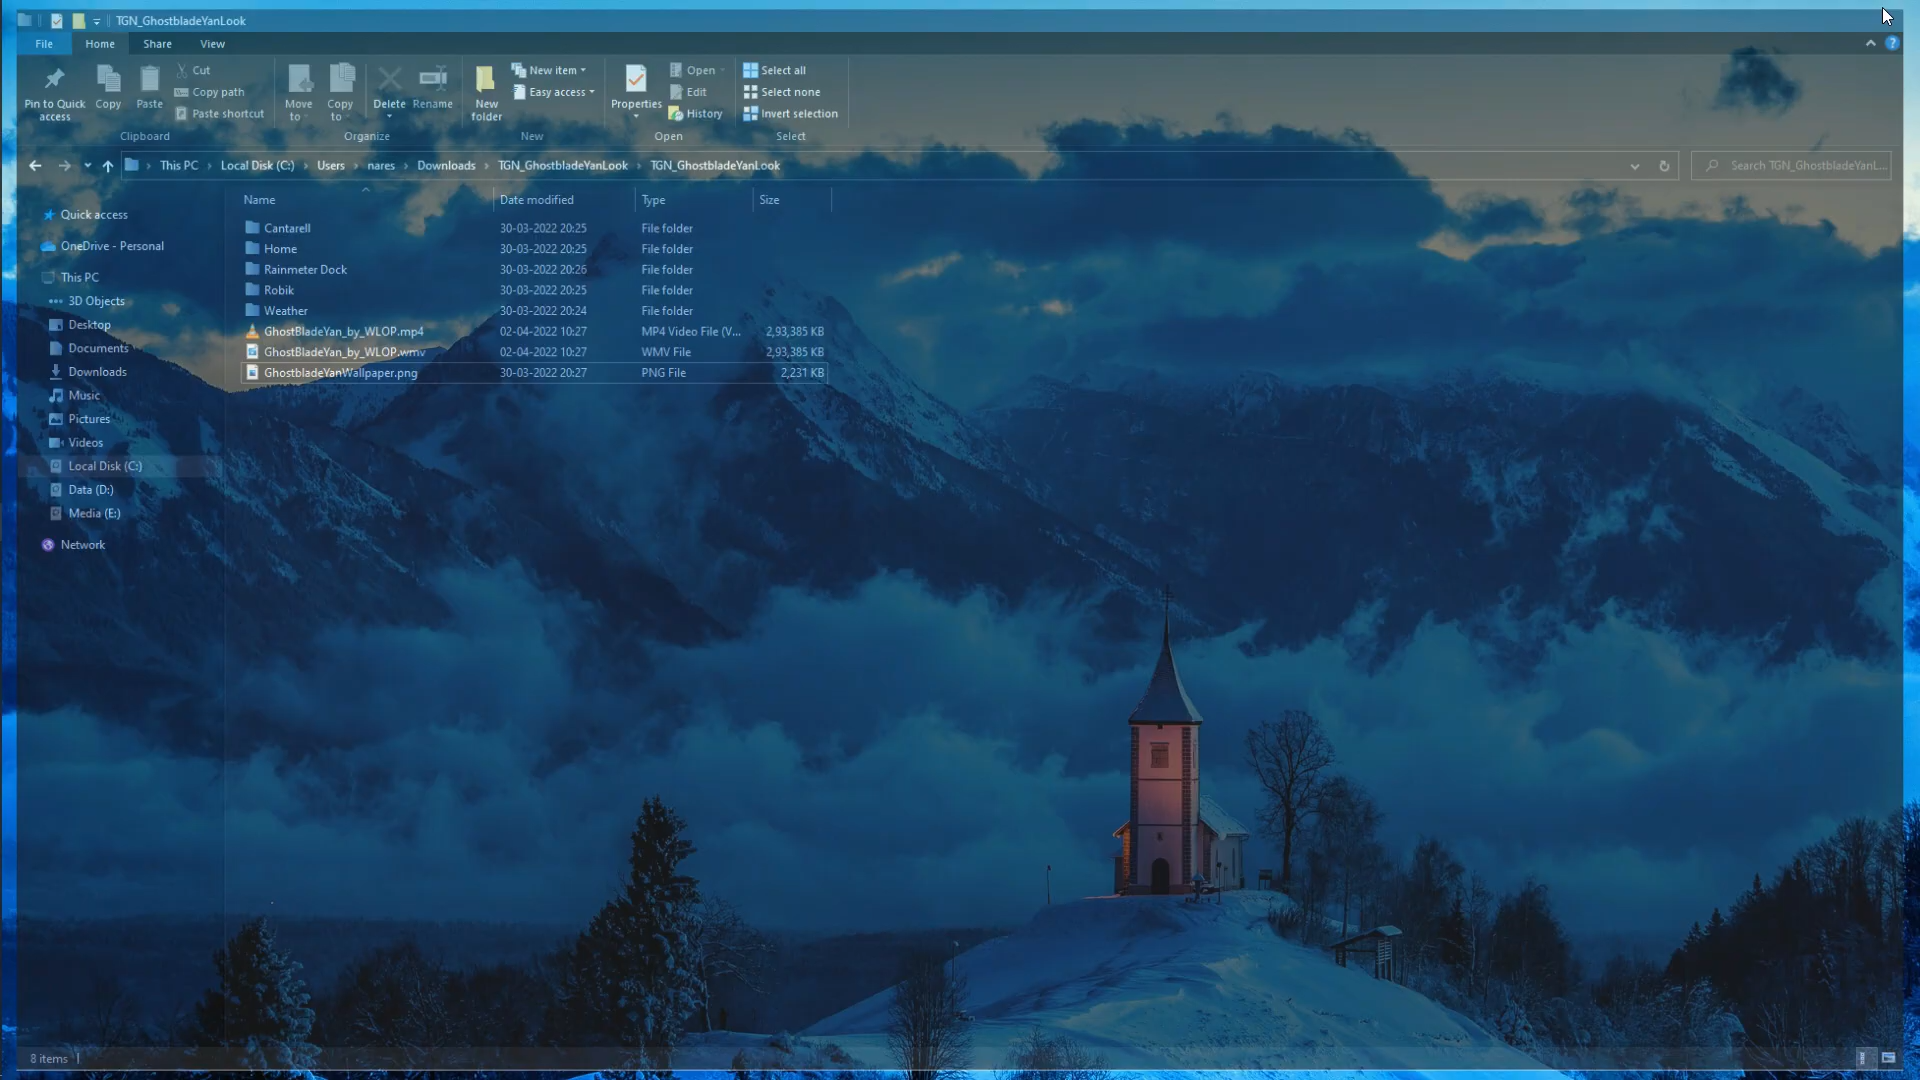 TGN_GhostbladeYanLook
File Home Share View
Pin to Quick access
Copy
Paste
Cut
Copy path
Paste shortcut
Clipboard
Move to
Copy to
Delete
Rename
Organize
New folder
New item
Easy access
New
Properties
Open
Edit
History
Open
Select all
Select none
Invert selection
Select
This PC › Local Disk (C:) › Users › nares › Downloads › TGN_GhostbladeYanLook › TGN_GhostbladeYanLook
Search TGN_GhostbladeYanL...
Quick access
OneDrive - Personal
This PC
3D Objects
Desktop
Documents
Downloads
Music
Pictures
Videos
Local Disk (C:)
Data (D:)
Media (E:)
Network
Name Date modified Type Size
Cantarell 30-03-2022 20:25 File folder
Home 30-03-2022 20:25 File folder
Rainmeter Dock 30-03-2022 20:26 File folder
Robik 30-03-2022 20:25 File folder
Weather 30-03-2022 20:24 File folder
GhostBladeYan_by_WLOP.mp4 02-04-2022 10:27 MP4 Video File (V... 2,93,385 KB
GhostBladeYan_by_WLOP.wmv 02-04-2022 10:27 WMV File 2,93,385 KB
GhostbladeYanWallpaper.png 30-03-2022 20:27 PNG File 2,231 KB
8 items